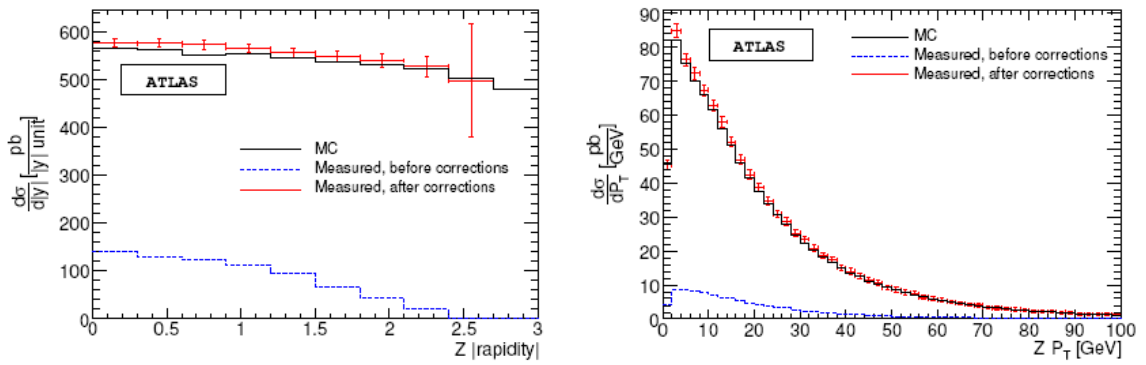 600
500
400
300
200
100
0
dσ/d|y| [pb/|y| unit]
ATLAS
MC
Measured, before corrections
Measured, after corrections
0 0.5 1 1.5 2 2.5 3
Z |rapidity|
90
80
70
60
50
40
30
20
10
0
dσ/dP_T [pb/GeV]
ATLAS
MC
Measured, before corrections
Measured, after corrections
0 10 20 30 40 50 60 70 80 90 100
Z P_T [GeV]